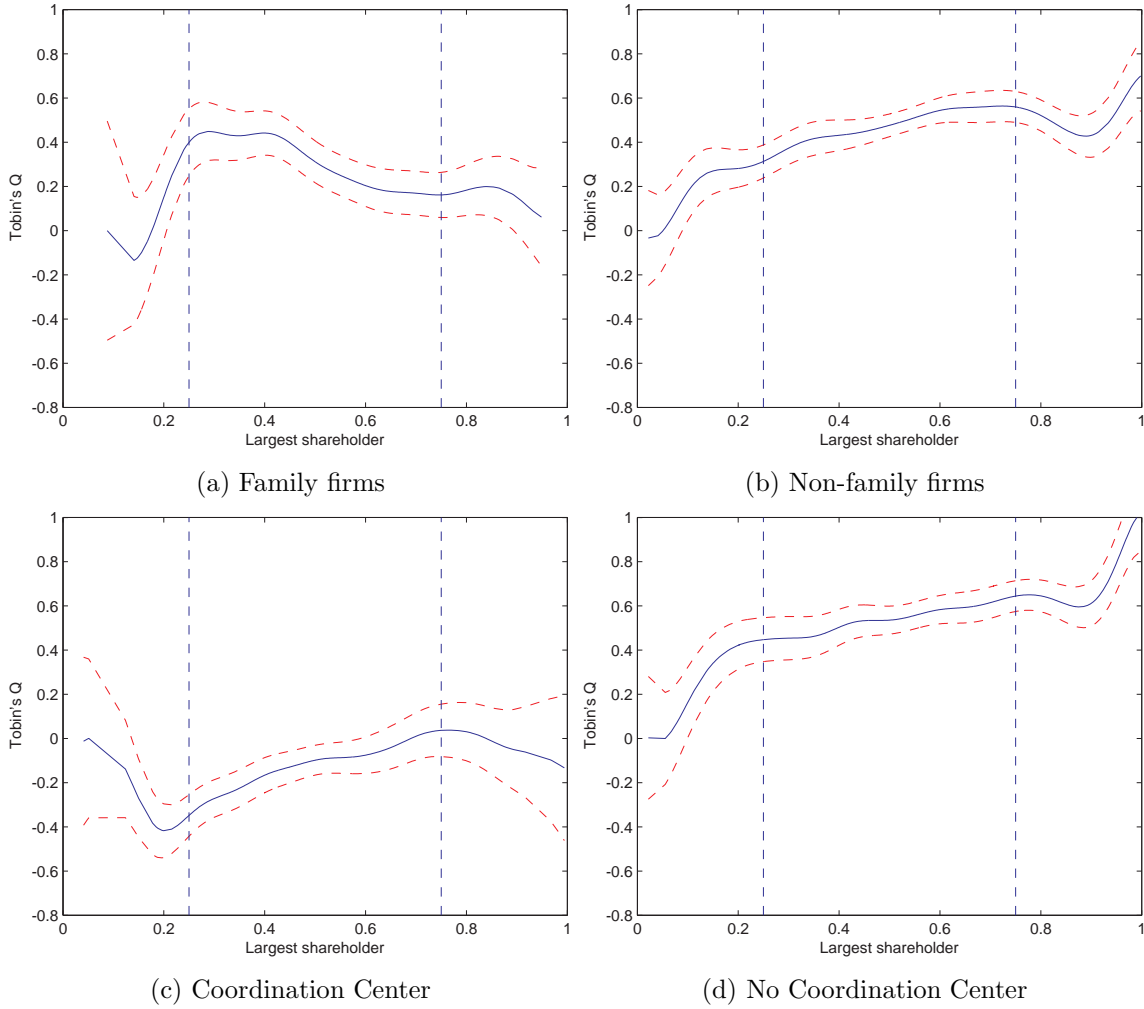 1
0.8
0.6
0.4
0.2
0
-0.2
-0.4
-0.6
-0.8
Tobin's Q
0 0.2 0.4 0.6 0.8 1
Largest shareholder
(a) Family firms
1
0.8
0.6
0.4
0.2
0
-0.2
-0.4
-0.6
-0.8
Tobin's Q
0 0.2 0.4 0.6 0.8 1
Largest shareholder
(b) Non-family firms
1
0.8
0.6
0.4
0.2
0
-0.2
-0.4
-0.6
-0.8
Tobin's Q
0 0.2 0.4 0.6 0.8 1
Largest shareholder
(c) Coordination Center
1
0.8
0.6
0.4
0.2
0
-0.2
-0.4
-0.6
-0.8
Tobin's Q
0 0.2 0.4 0.6 0.8 1
Largest shareholder
(d) No Coordination Center